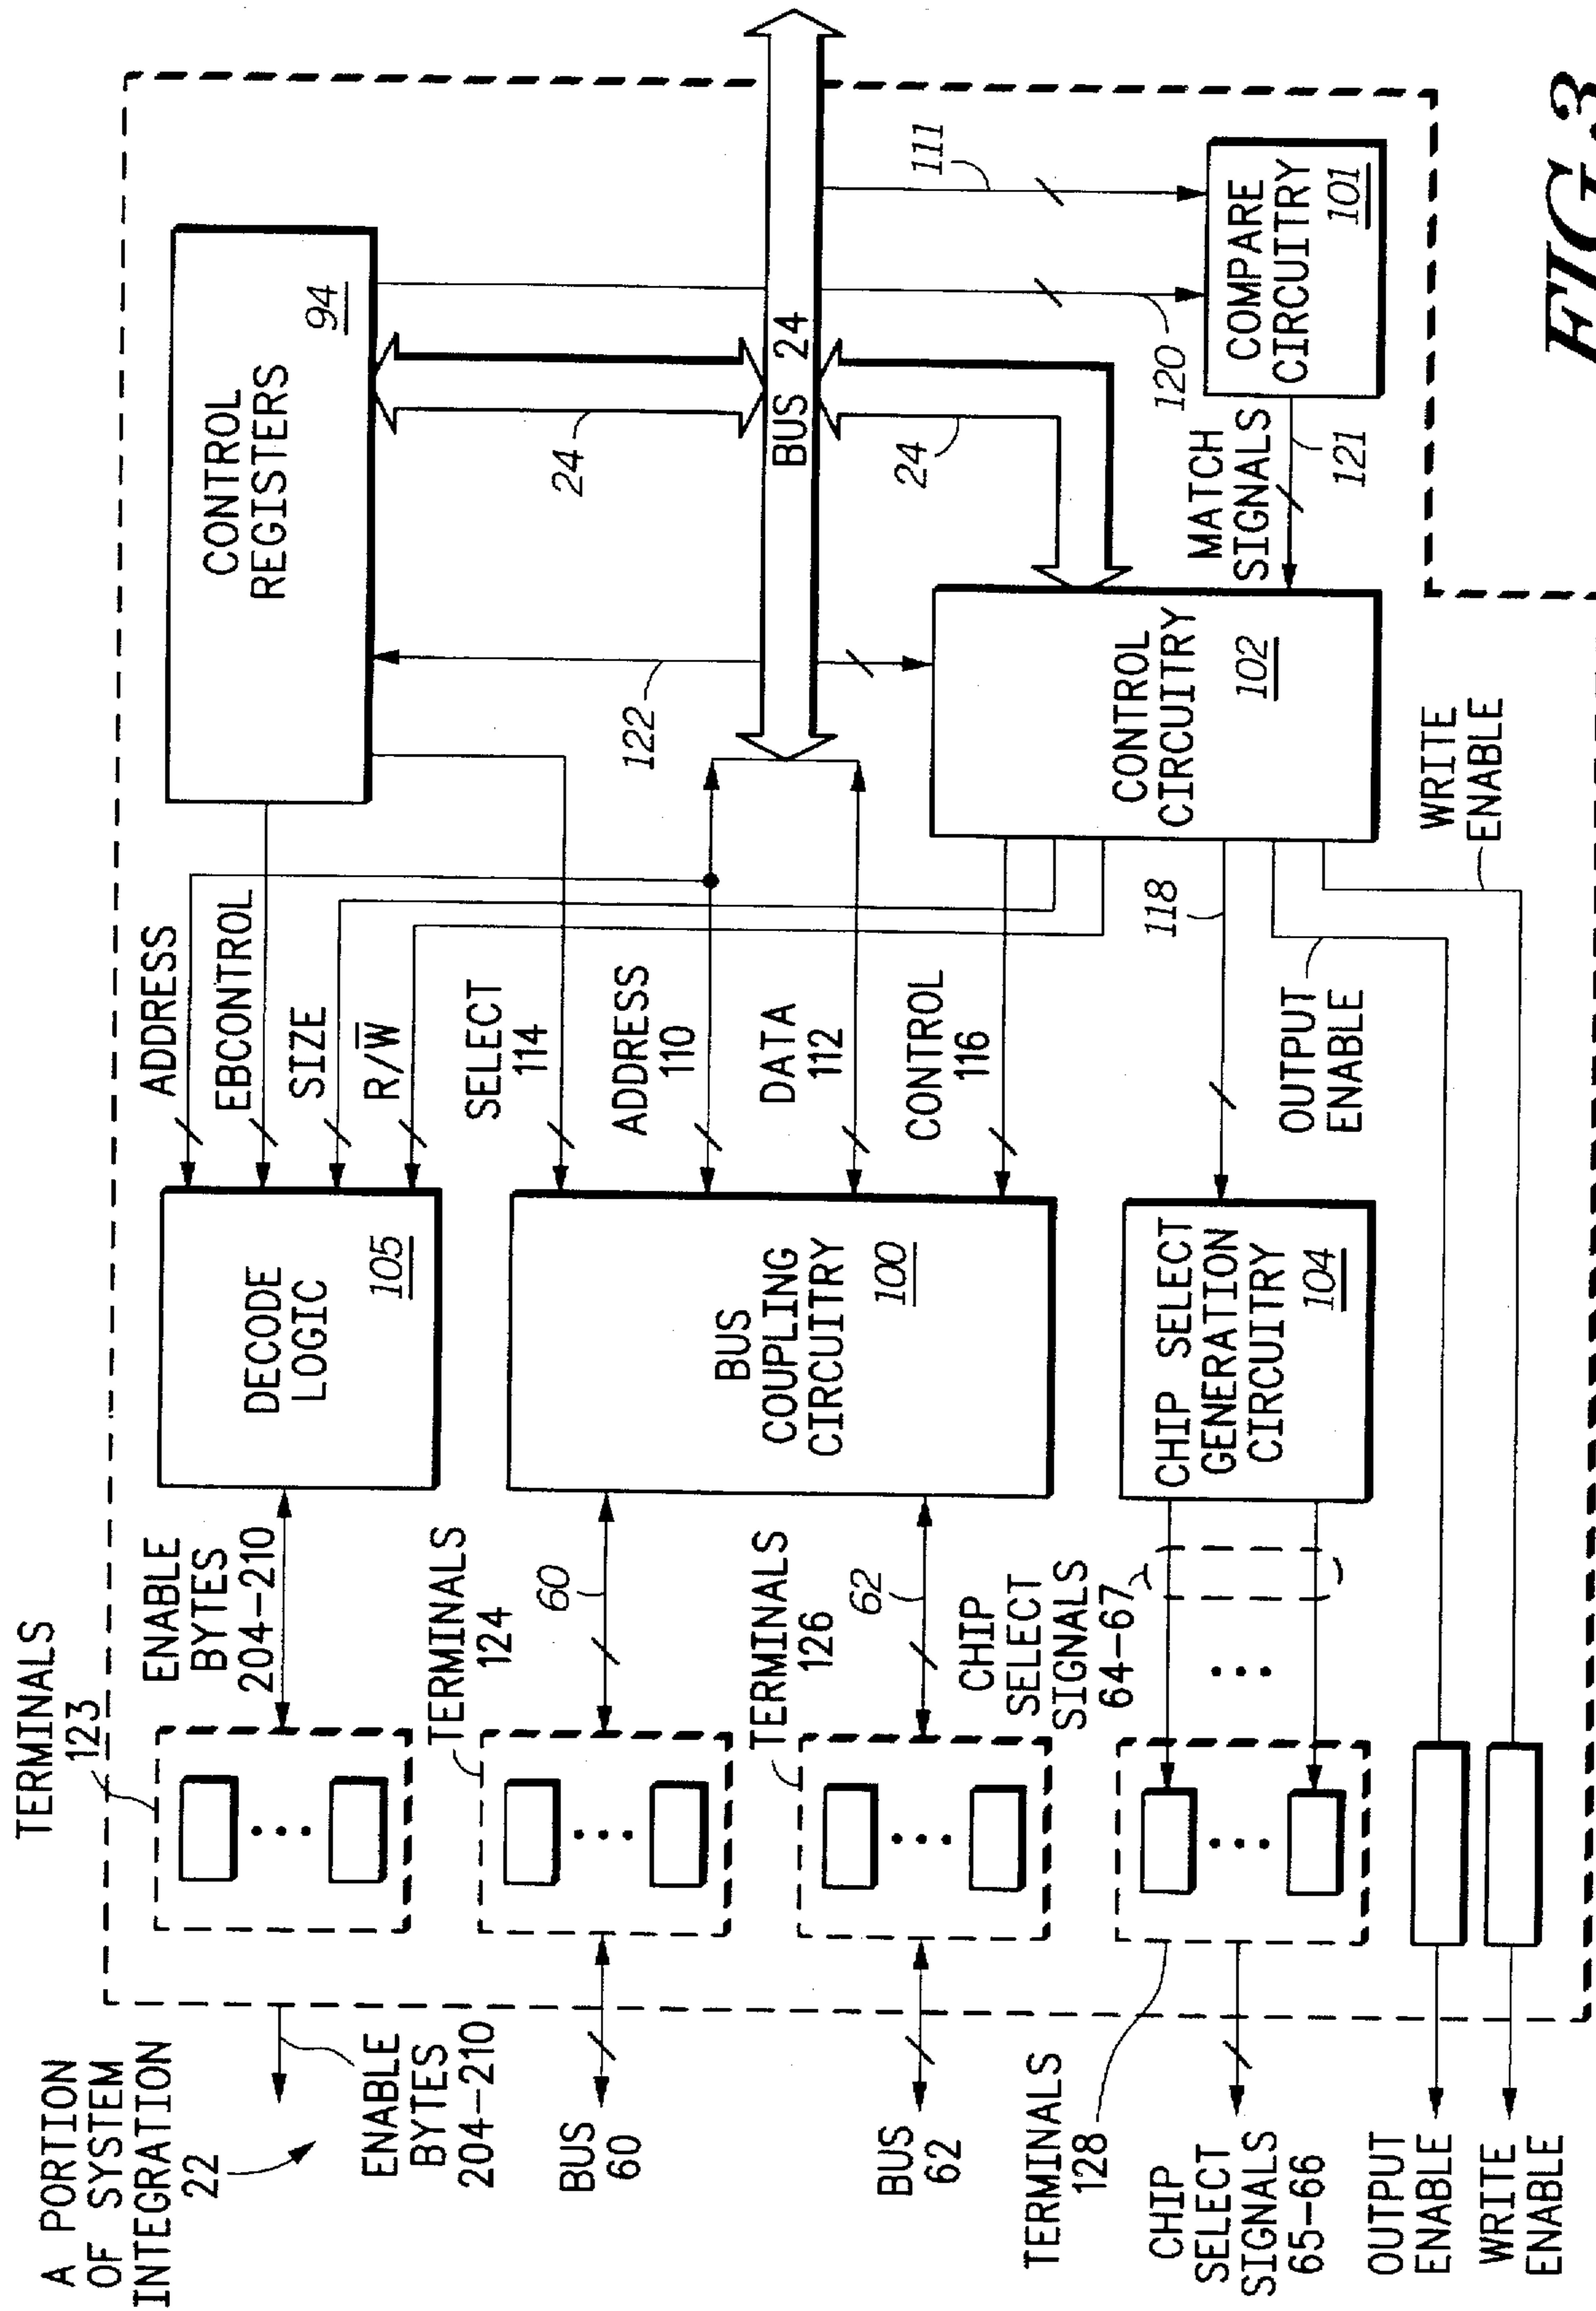 A PORTION
OF SYSTEM
INTEGRATION
22
TERMINALS
123
ENABLE
BYTES
204-210
ENABLE
BYTES
204-210
DECODE
LOGIC
105
ADDRESS
EBCONTROL
SIZE
R/W̅
CONTROL
REGISTERS
94
BUS
60
TERMINALS
124
60
BUS
COUPLING
CIRCUITRY
100
SELECT
114
ADDRESS
110
DATA
112
CONTROL
116
122
24
BUS 24
24
111
120
BUS
62
TERMINALS
126
62
CHIP
SELECT
SIGNALS
64-67
TERMINALS
128
CHIP
SELECT
SIGNALS
65-66
CHIP SELECT
GENERATION
CIRCUITRY
104
118
CONTROL
CIRCUITRY
102
MATCH
SIGNALS
121
COMPARE
CIRCUITRY
101
OUTPUT
ENABLE
WRITE
ENABLE
OUTPUT
ENABLE
WRITE
ENABLE
FIG.3